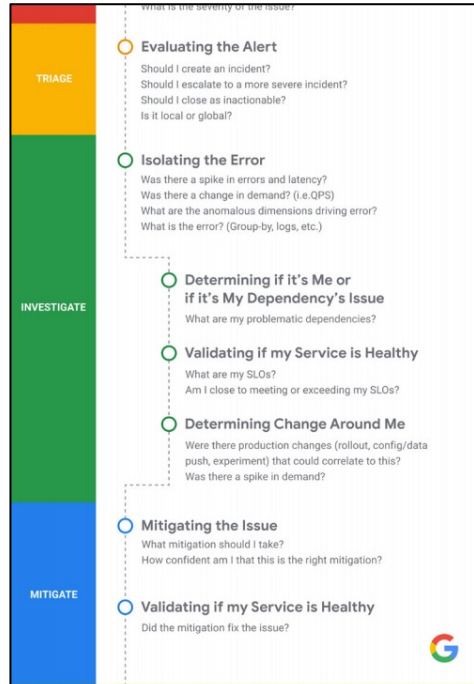 What is the severity of the issue?
TRIAGE
Evaluating the Alert
Should I create an incident?
Should I escalate to a more severe incident?
Should I close as inactionable?
Is it local or global?
INVESTIGATE
Isolating the Error
Was there a spike in errors and latency?
Was there a change in demand? (i.e.QPS)
What are the anomalous dimensions driving error?
What is the error? (Group-by, logs, etc.)
Determining if it's Me or
if it's My Dependency's Issue
What are my problematic dependencies?
Validating if my Service is Healthy
What are my SLOs?
Am I close to meeting or exceeding my SLOs?
Determining Change Around Me
Were there production changes (rollout, config/data
push, experiment) that could correlate to this?
Was there a spike in demand?
MITIGATE
Mitigating the Issue
What mitigation should I take?
How confident am I that this is the right mitigation?
Validating if my Service is Healthy
Did the mitigation fix the issue?
G